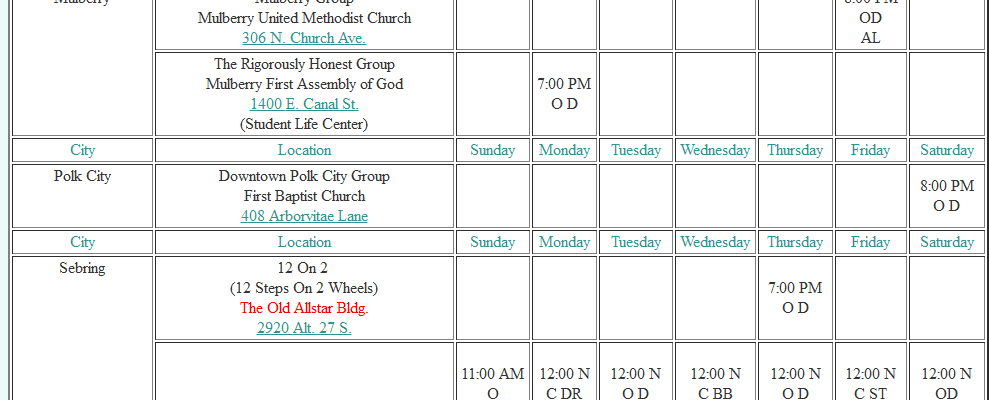 Mulberry Group
Mulberry United Methodist Church
306 N. Church Ave.
OD
AL
The Rigorously Honest Group
Mulberry First Assembly of God
1400 E. Canal St.
(Student Life Center)
7:00 PM
O D
City Location Sunday Monday Tuesday Wednesday Thursday Friday Saturday
Polk City
Downtown Polk City Group
First Baptist Church
408 Arborvitae Lane
8:00 PM
O D
City Location Sunday Monday Tuesday Wednesday Thursday Friday Saturday
Sebring
12 On 2
(12 Steps On 2 Wheels)
The Old Allstar Bldg.
2920 Alt. 27 S.
7:00 PM
O D
11:00 AM 12:00 N 12:00 N 12:00 N 12:00 N 12:00 N 12:00 N
O C DR O D C BB O D C ST OD